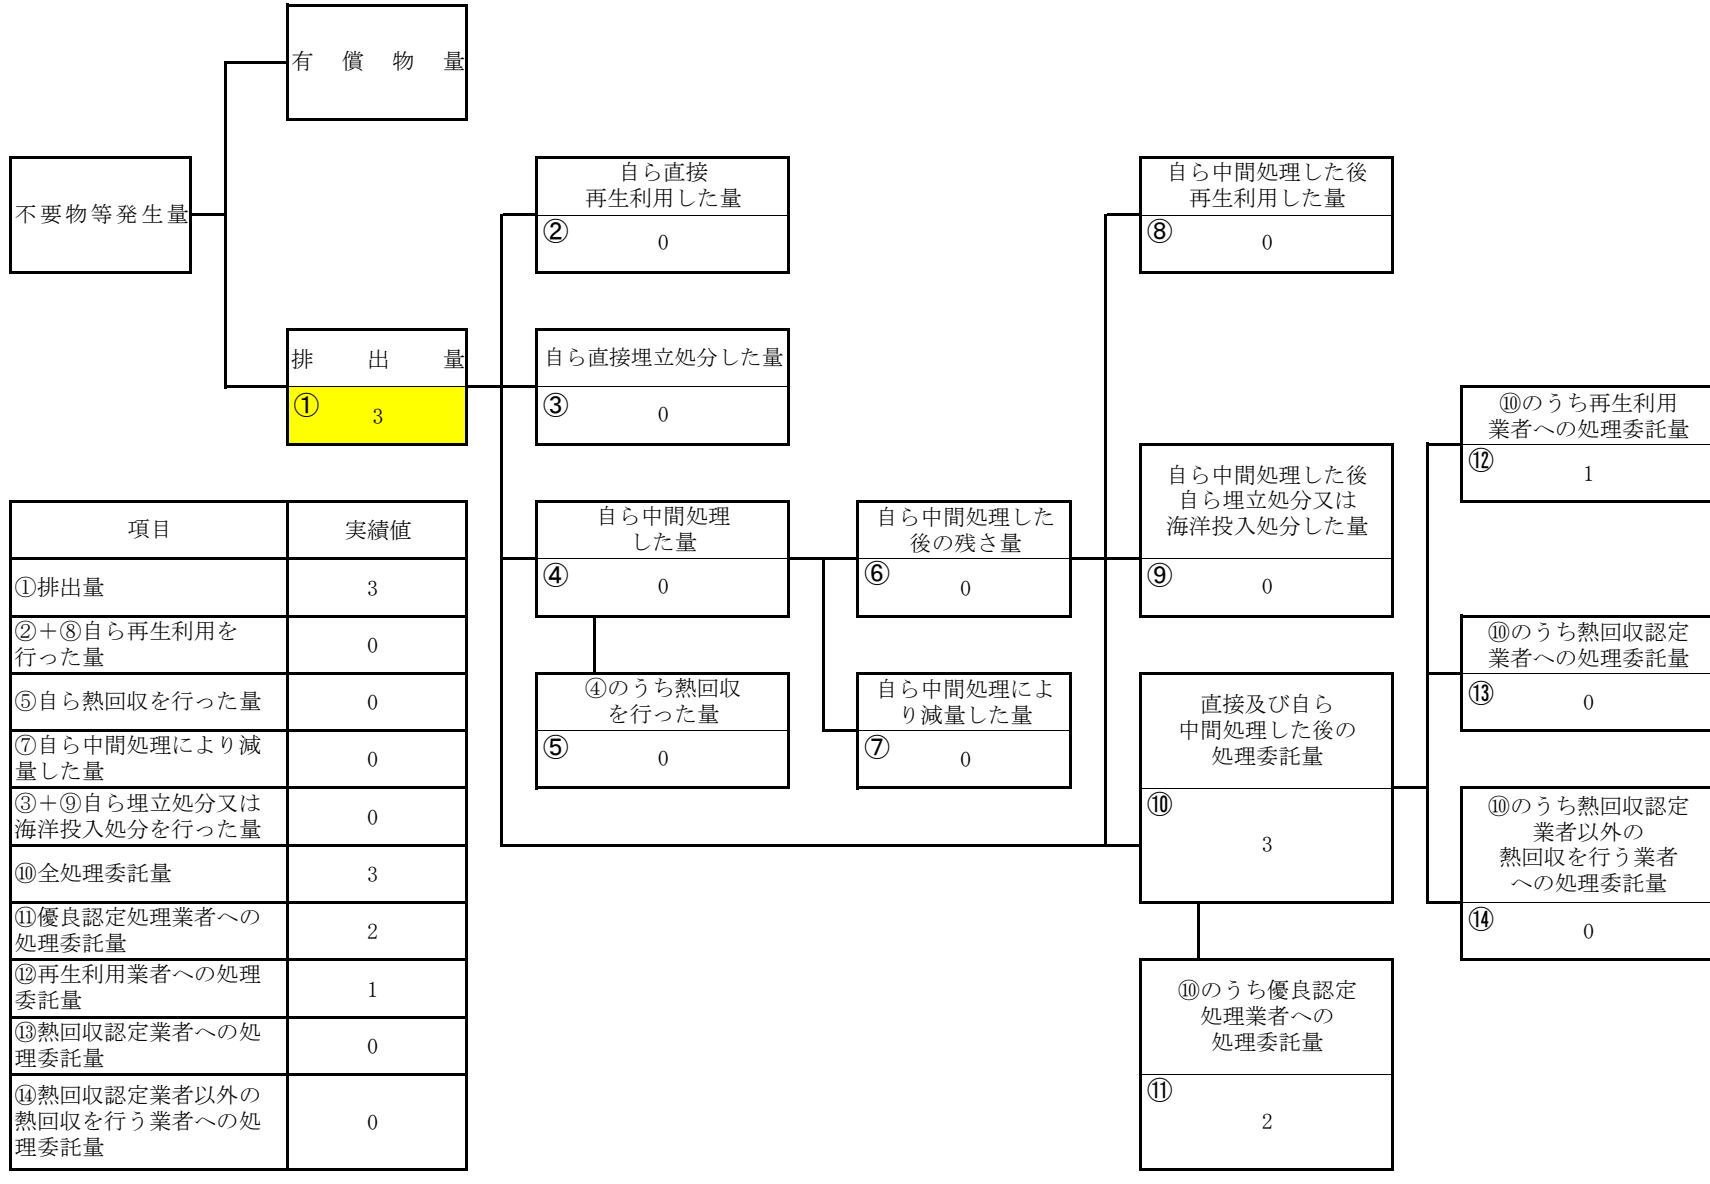 有償物量
不要物等発生量
排出量
①
3
自ら直接
再生利用した量
②
0
自ら直接埋立処分した量
③
0
自ら中間処理
した量
④
0
④のうち熱回収
を行った量
⑤
0
自ら中間処理した
後の残さ量
⑥
0
自ら中間処理によ
り減量した量
⑦
0
自ら中間処理した後
再生利用した量
⑧
0
自ら中間処理した後
自ら埋立処分又は
海洋投入処分した量
⑨
0
直接及び自ら
中間処理した後の
処理委託量
⑩
3
⑩のうち優良認定
処理業者への
処理委託量
⑪
2
⑩のうち再生利用
業者への処理委託量
⑫
1
⑩のうち熱回収認定
業者への処理委託量
⑬
0
⑩のうち熱回収認定
業者以外の
熱回収を行う業者
への処理委託量
⑭
0
項目 実績値
①排出量 3
②＋⑧自ら再生利用を
行った量 0
⑤自ら熱回収を行った量 0
⑦自ら中間処理により減
量した量 0
③＋⑨自ら埋立処分又は
海洋投入処分を行った量 0
⑩全処理委託量 3
⑪優良認定処理業者への
処理委託量 2
⑫再生利用業者への処理
委託量 1
⑬熱回収認定業者への処
理委託量 0
⑭熱回収認定業者以外の
熱回収を行う業者への処
理委託量 0